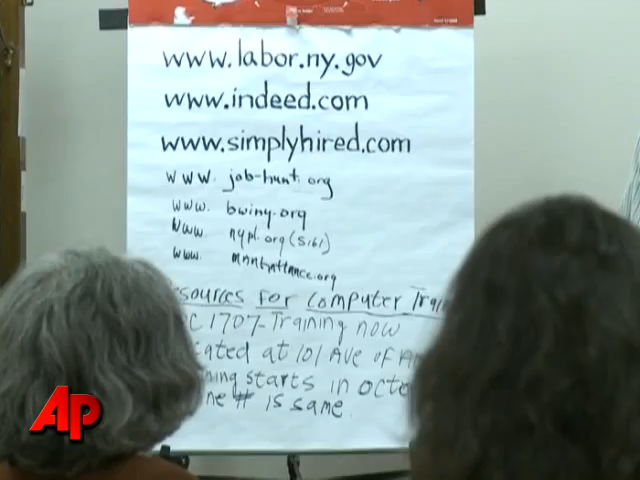 www.labor.ny.gov
www.indeed.com
www.simplyhired.com
www. job-hunt.org
www. bwiny.org
www. nypl.org (sibl)
www.
sources for Computer Trai
C 1707-Training now
cated at 101 Ave of Am
ning starts in octo
ne # is same.
AP